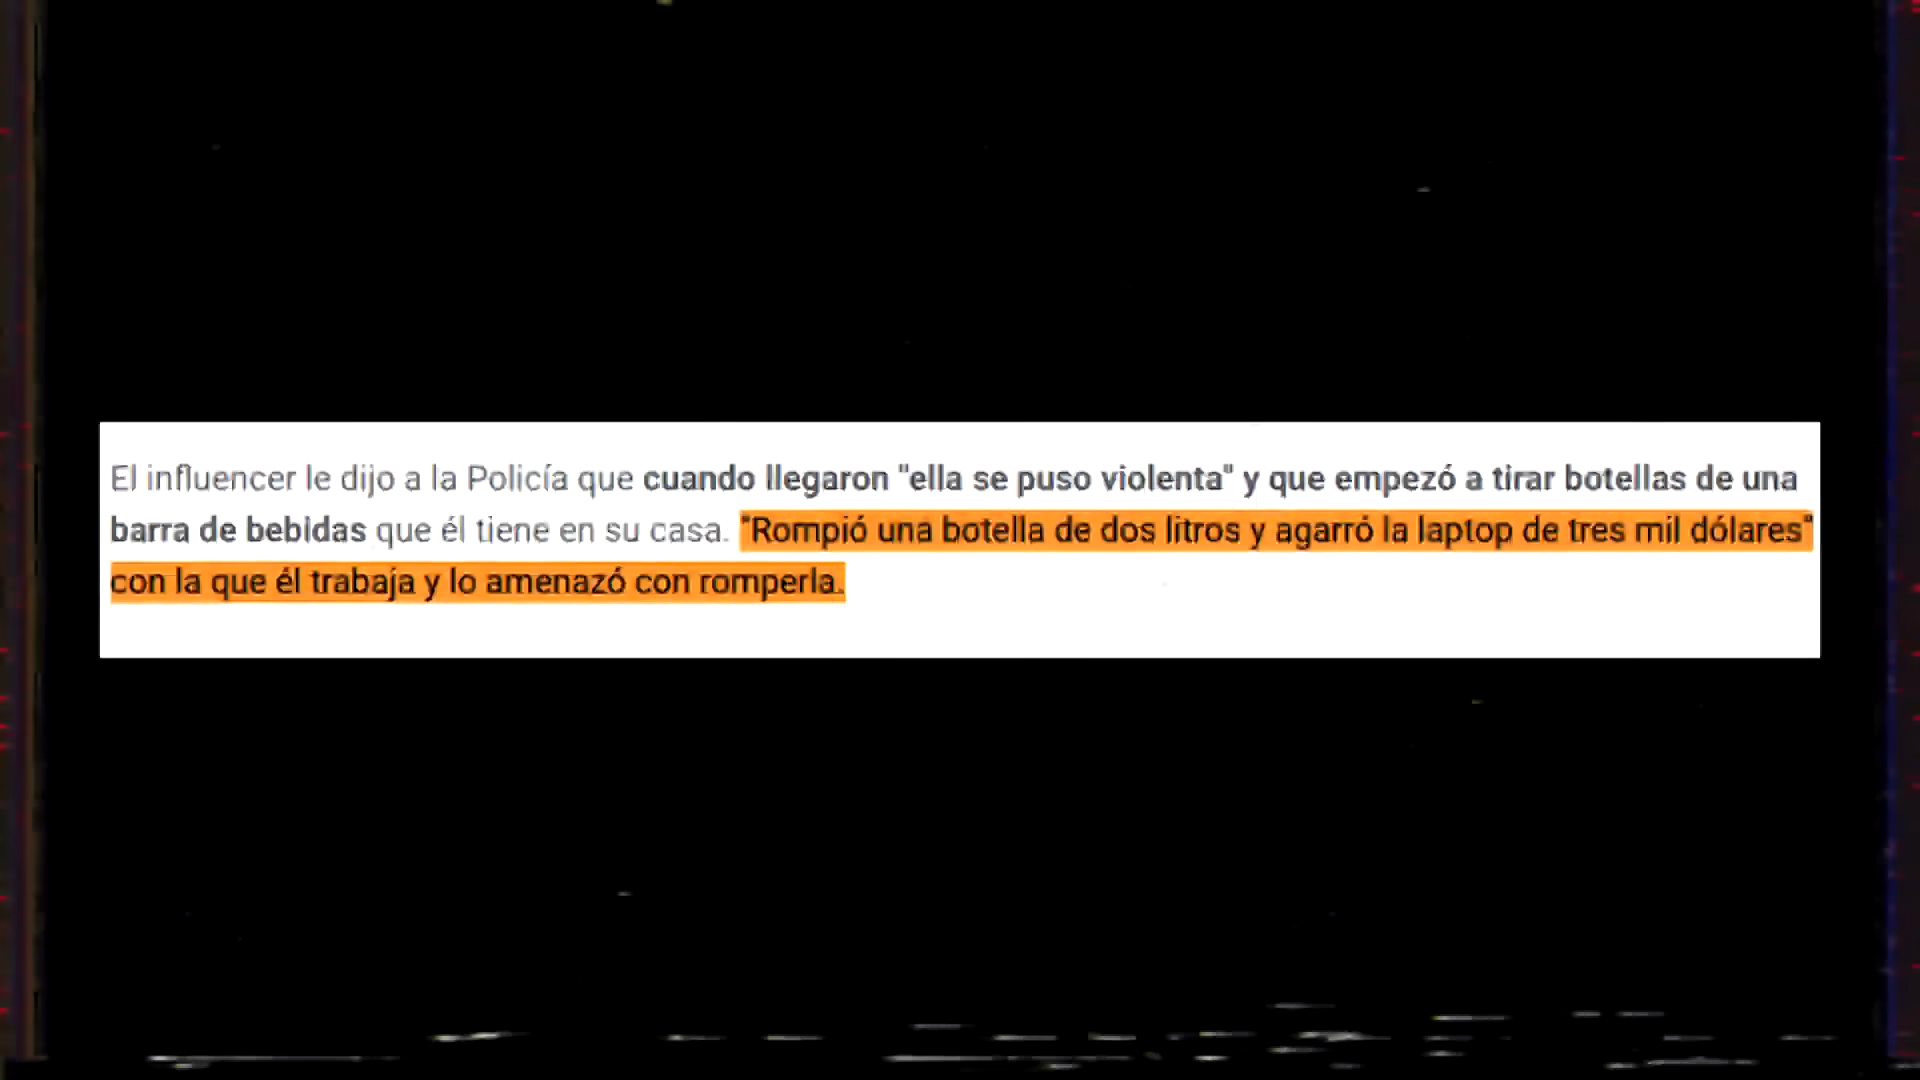 El influencer le dijo a la Policía que cuando llegaron "ella se puso violenta" y que empezó a tirar botellas de una
barra de bebidas que él tiene en su casa. "Rompió una botella de dos litros y agarró la laptop de tres mil dólares"
con la que él trabaja y lo amenazó con romperla.